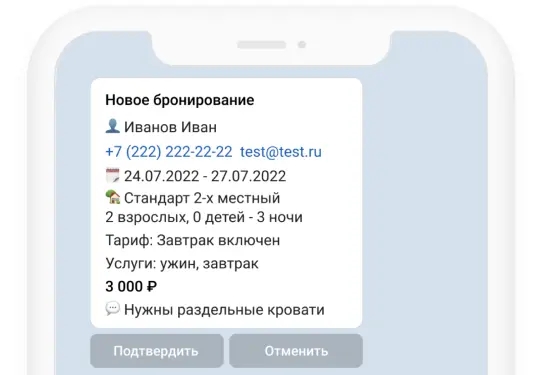 Новое бронирование
Иванов Иван
+7 (222) 222-22-22 test@test.ru
24.07.2022 - 27.07.2022
Стандарт 2-х местный
2 взрослых, 0 детей - 3 ночи
Тариф: Завтрак включен
Услуги: ужин, завтрак
3 000 ₽
Нужны раздельные кровати
Подтвердить Отменить